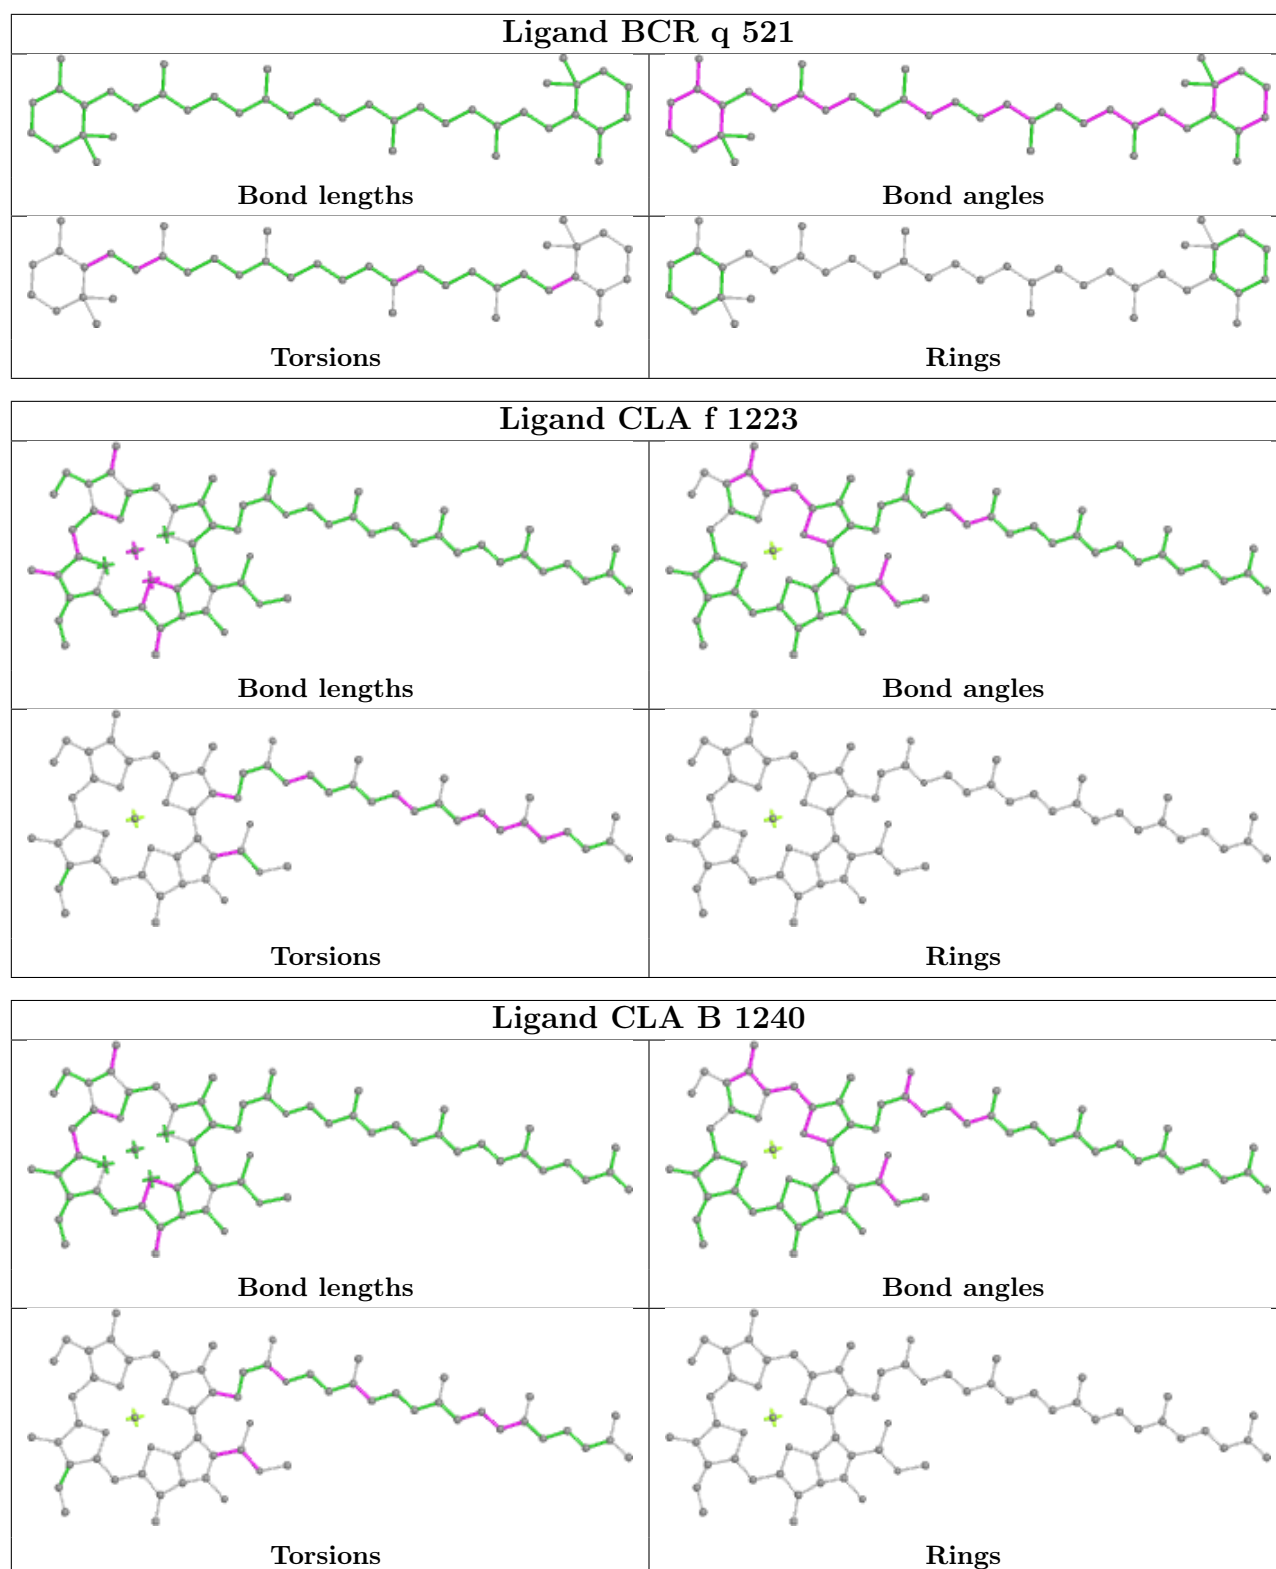 Ligand BCR q 521
Bond lengths
Bond angles
Torsions
Rings
Ligand CLA f 1223
Bond lengths
Bond angles
Torsions
Rings
Ligand CLA B 1240
Bond lengths
Bond angles
Torsions
Rings